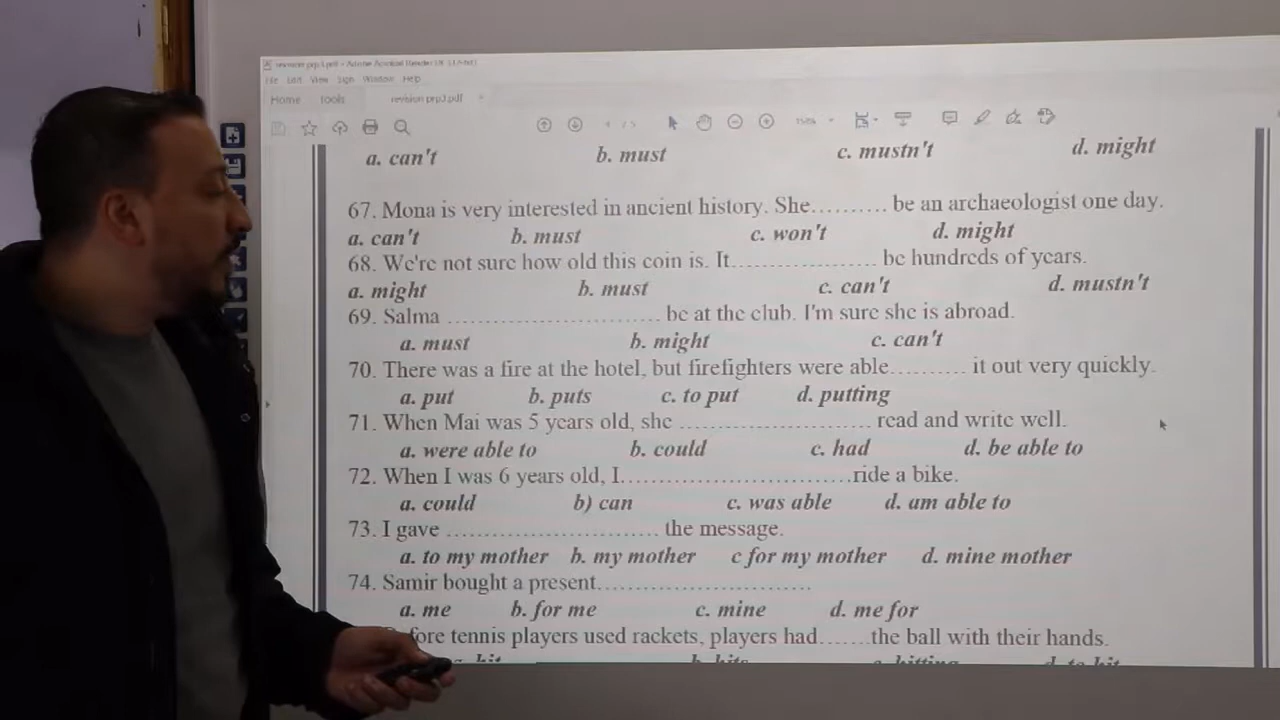 Home Tools revision prp3.pdf
a. can't b. must c. mustn't d. might
67. Mona is very interested in ancient history. She.......... be an archaeologist one day.
a. can't b. must c. won't d. might
68. We're not sure how old this coin is. It................... be hundreds of years.
a. might b. must c. can't d. mustn't
69. Salma ............................ be at the club. I'm sure she is abroad.
a. must b. might c. can't
70. There was a fire at the hotel, but firefighters were able.......... it out very quickly.
a. put b. puts c. to put d. putting
71. When Mai was 5 years old, she ......................... read and write well.
a. were able to b. could c. had d. be able to
72. When I was 6 years old, I..............................ride a bike.
a. could b) can c. was able d. am able to
73. I gave ............................ the message.
a. to my mother b. my mother c for my mother d. mine mother
74. Samir bought a present............................
a. me b. for me c. mine d. me for
tennis players used rackets, players had.......the ball with their hands.